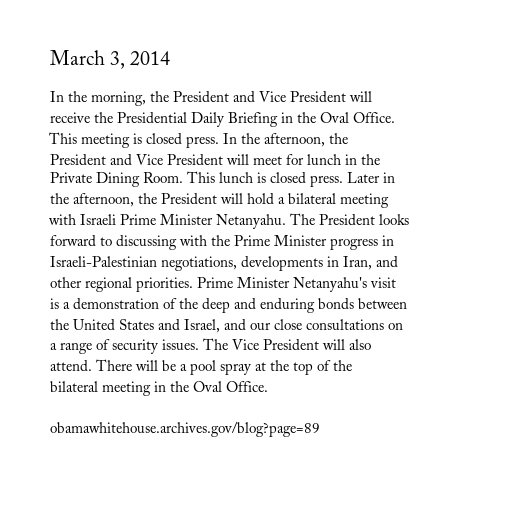 March 3, 2014
In the morning, the President and Vice President will
receive the Presidential Daily Briefing in the Oval Office.
This meeting is closed press. In the afternoon, the
President and Vice President will meet for lunch in the
Private Dining Room. This lunch is closed press. Later in
the afternoon, the President will hold a bilateral meeting
with Israeli Prime Minister Netanyahu. The President looks
forward to discussing with the Prime Minister progress in
Israeli-Palestinian negotiations, developments in Iran, and
other regional priorities. Prime Minister Netanyahu's visit
is a demonstration of the deep and enduring bonds between
the United States and Israel, and our close consultations on
a range of security issues. The Vice President will also
attend. There will be a pool spray at the top of the
bilateral meeting in the Oval Office.
obamawhitehouse.archives.gov/blog?page=89